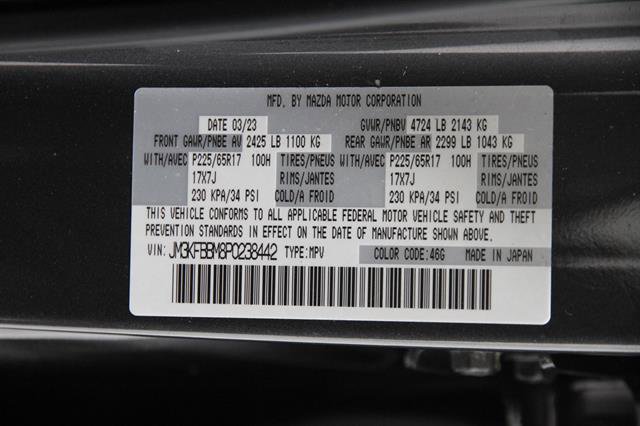 MFD. BY MAZDA MOTOR CORPORATION
DATE 03/23 GVWR/PNBV 4724 LB 2143 KG
FRONT GAWR/PNBE AV 2425 LB 1100 KG REAR GAWR/PNBE AR 2299 LB 1043 KG
WITH/AVEC P225/65R17 100H TIRES/PNEUS WITH/AVEC P225/65R17 100H TIRES/PNEUS
17X7J RIMS/JANTES 17X7J RIMS/JANTES
230 KPA/34 PSI COLD/A FROID 230 KPA/34 PSI COLD/A FROID
THIS VEHICLE CONFORMS TO ALL APPLICABLE FEDERAL MOTOR VEHICLE SAFETY AND THEFT
PREVENTION STANDARDS IN EFFECT ON THE DATE OF MANUFACTURE SHOWN ABOVE.
VIN: JM3KFBBM8P0238442 TYPE:MPV COLOR CODE:46G MADE IN JAPAN